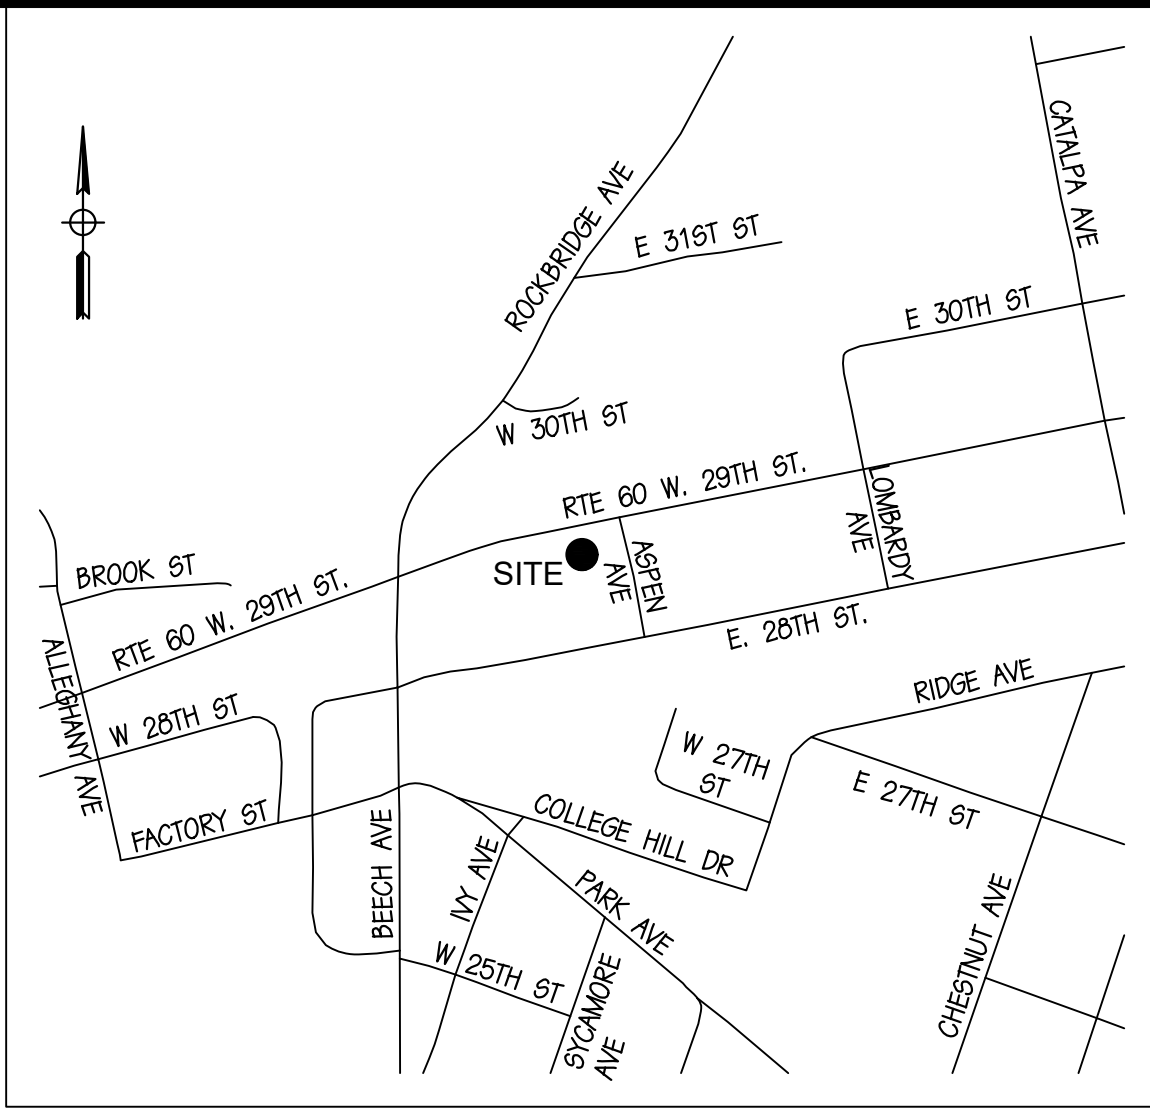 CATALPA AVE
ROCKBRIDGE AVE
E 31ST ST
E 30TH ST
W 30TH ST
RTE 60 W. 29TH ST.
LOMBARDY
AVE
SITE
ASPEN
AVE
BROOK ST
RTE 60 W. 29TH ST.
E. 28TH ST.
ALLEGHANY AVE
W 28TH ST
RIDGE AVE
W 27TH
ST
E 27TH ST
FACTORY ST
COLLEGE HILL DR
BEECH AVE
IVY AVE
PARK AVE
CHESTNUT AVE
W 25TH ST
SYCAMORE
AVE